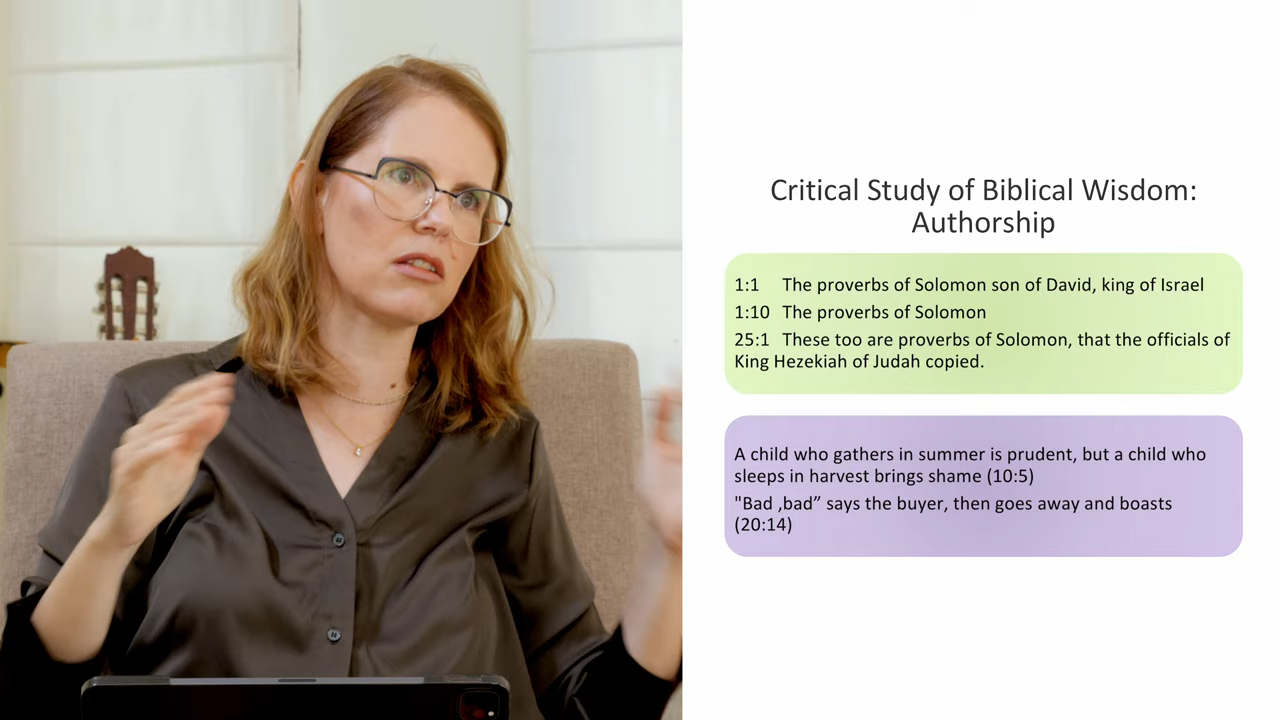 Critical Study of Biblical Wisdom:
Authorship
1:1 The proverbs of Solomon son of David, king of Israel
1:10 The proverbs of Solomon
25:1 These too are proverbs of Solomon, that the officials of
King Hezekiah of Judah copied.
A child who gathers in summer is prudent, but a child who
sleeps in harvest brings shame (10:5)
"Bad ,bad” says the buyer, then goes away and boasts
(20:14)